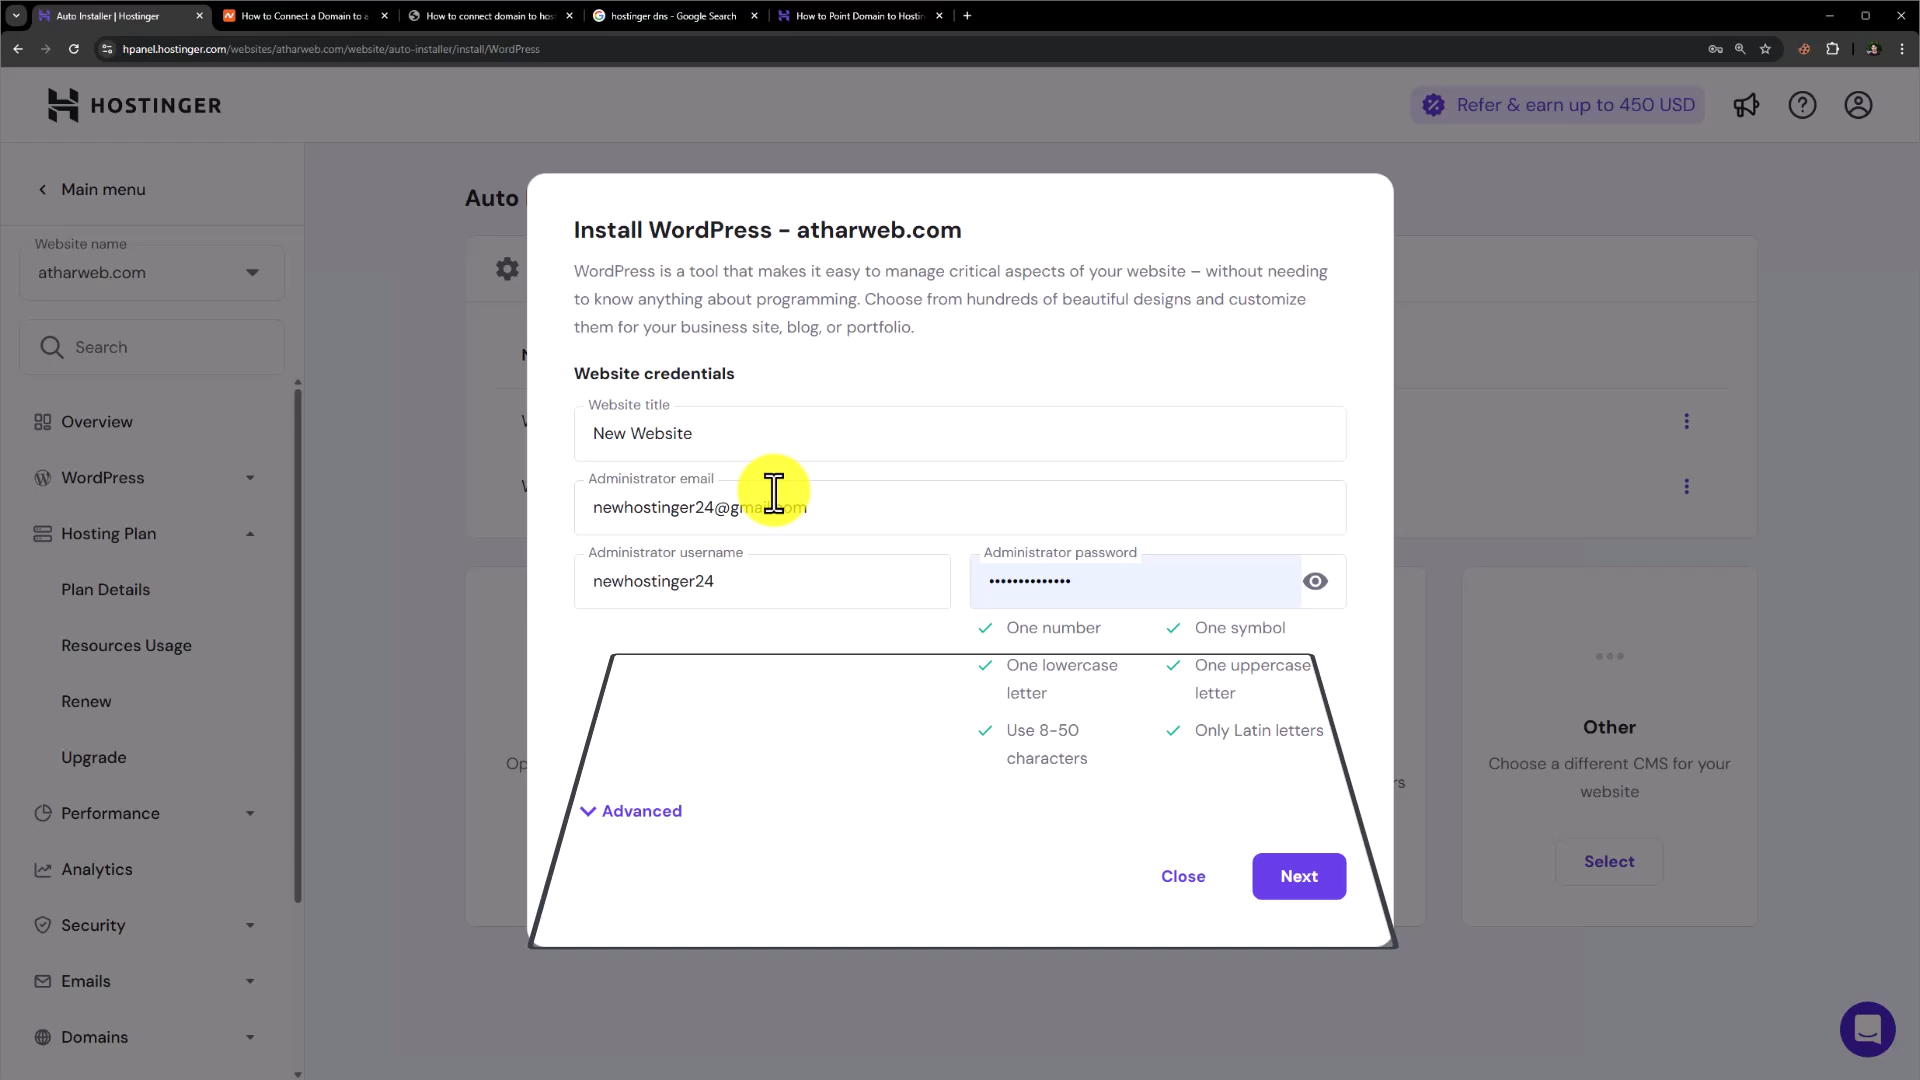 Auto Installer | Hostinger
How to Connect a Domain to a
How to connect domain to hos
hostinger dns - Google Search
How to Point Domain to Hostin
hpanel.hostinger.com/websites/atharweb.com/website/auto-installer/install/WordPress
HOSTINGER
Refer & earn up to 450 USD
Main menu
Website name
atharweb.com
Search
Overview
WordPress
Hosting Plan
Plan Details
Resources Usage
Renew
Upgrade
Performance
Analytics
Security
Emails
Domains
Auto
Install WordPress – atharweb.com
WordPress is a tool that makes it easy to manage critical aspects of your website – without needing
to know anything about programming. Choose from hundreds of beautiful designs and customize
them for your business site, blog, or portfolio.
Website credentials
Website title
New Website
Administrator email
newhostinger24@gmail.com
Administrator username
newhostinger24
Administrator password
••••••••••••••
One number
One symbol
One lowercase
letter
One uppercase
letter
Use 8-50
characters
Only Latin letters
Advanced
Close
Next
Op
rs
Other
Choose a different CMS for your
website
Select